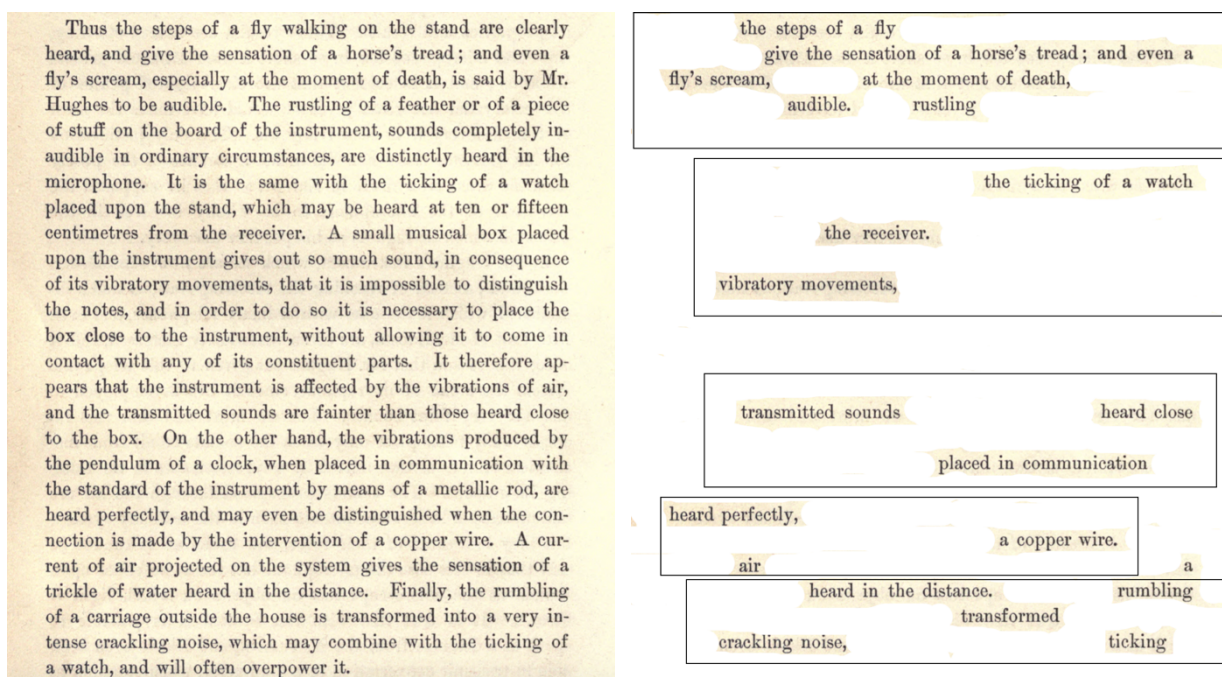 Thus the steps of a fly walking on the stand are clearly
heard, and give the sensation of a horse's tread; and even a
fly's scream, especially at the moment of death, is said by Mr.
Hughes to be audible. The rustling of a feather or of a piece
of stuff on the board of the instrument, sounds completely in-
audible in ordinary circumstances, are distinctly heard in the
microphone. It is the same with the ticking of a watch
placed upon the stand, which may be heard at ten or fifteen
centimetres from the receiver. A small musical box placed
upon the instrument gives out so much sound, in consequence
of its vibratory movements, that it is impossible to distinguish
the notes, and in order to do so it is necessary to place the
box close to the instrument, without allowing it to come in
contact with any of its constituent parts. It therefore ap-
pears that the instrument is affected by the vibrations of air,
and the transmitted sounds are fainter than those heard close
to the box. On the other hand, the vibrations produced by
the pendulum of a clock, when placed in communication with
the standard of the instrument by means of a metallic rod, are
heard perfectly, and may even be distinguished when the con-
nection is made by the intervention of a copper wire. A cur-
rent of air projected on the system gives the sensation of a
trickle of water heard in the distance. Finally, the rumbling
of a carriage outside the house is transformed into a very in-
tense crackling noise, which may combine with the ticking of
a watch, and will often overpower it.
the steps of a fly
give the sensation of a horse's tread; and even a
fly's scream, at the moment of death,
audible. rustling
the ticking of a watch
the receiver.
vibratory movements,
transmitted sounds heard close
placed in communication
heard perfectly,
a copper wire.
air a
heard in the distance. rumbling
transformed
crackling noise, ticking